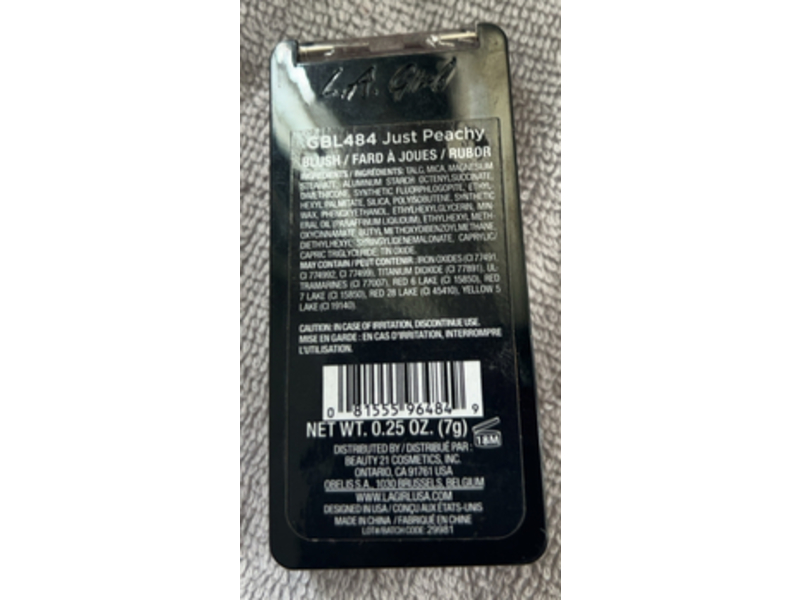 L.A. Girl
GBL484 Just Peachy
BLUSH / FARD À JOUES / RUBOR
INGREDIENTS / INGRÉDIENTS: TALC, MICA, MAGNESIUM
STEARATE, ALUMINUM STARCH OCTENYLSUCCINATE,
DIMETHICONE, SYNTHETIC FLUORPHLOGOPITE, ETHYL-
HEXYL PALMITATE, SILICA, POLYISOBUTENE, SYNTHETIC
WAX, PHENOXYETHANOL, ETHYLHEXYLGLYCERIN, MIN-
ERAL OIL (PARAFFINUM LIQUIDUM), ETHYLHEXYL METH-
OXYCINNAMATE, BUTYL METHOXYDIBENZOYLMETHANE,
DIETHYLHEXYL SYRINGYLIDENEMALONATE, CAPRYLIC/
CAPRIC TRIGLYCERIDE, TIN OXIDE.
MAY CONTAIN / PEUT CONTENIR : IRON OXIDES (CI 77491,
CI 774992, CI 77499), TITANIUM DIOXIDE (CI 77891), UL-
TRAMARINES (CI 77007), RED 6 LAKE (CI 15850), RED
7 LAKE (CI 15850), RED 28 LAKE (CI 45410), YELLOW 5
LAKE (CI 19140).
CAUTION: IN CASE OF IRRITATION, DISCONTINUE USE.
MISE EN GARDE : EN CAS D'IRRITATION, INTERROMPRE
L'UTILISATION.
0 81555 96484 9
NET WT. 0.25 OZ. (7g) 18M
DISTRIBUTED BY / DISTRIBUÉ PAR :
BEAUTY 21 COSMETICS, INC.
ONTARIO, CA 91761 USA
OBELIS S.A., 1030 BRUSSELS, BELGIUM
WWW.LAGIRLUSA.COM
DESIGNED IN USA / CONÇU AUX ÉTATS-UNIS
MADE IN CHINA / FABRIQUÉ EN CHINE
LOT#/BATCH CODE: 29981